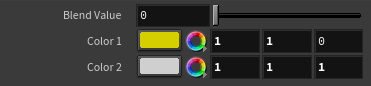 Blend Value 0
Color 1 1 1 0
Color 2 1 1 1